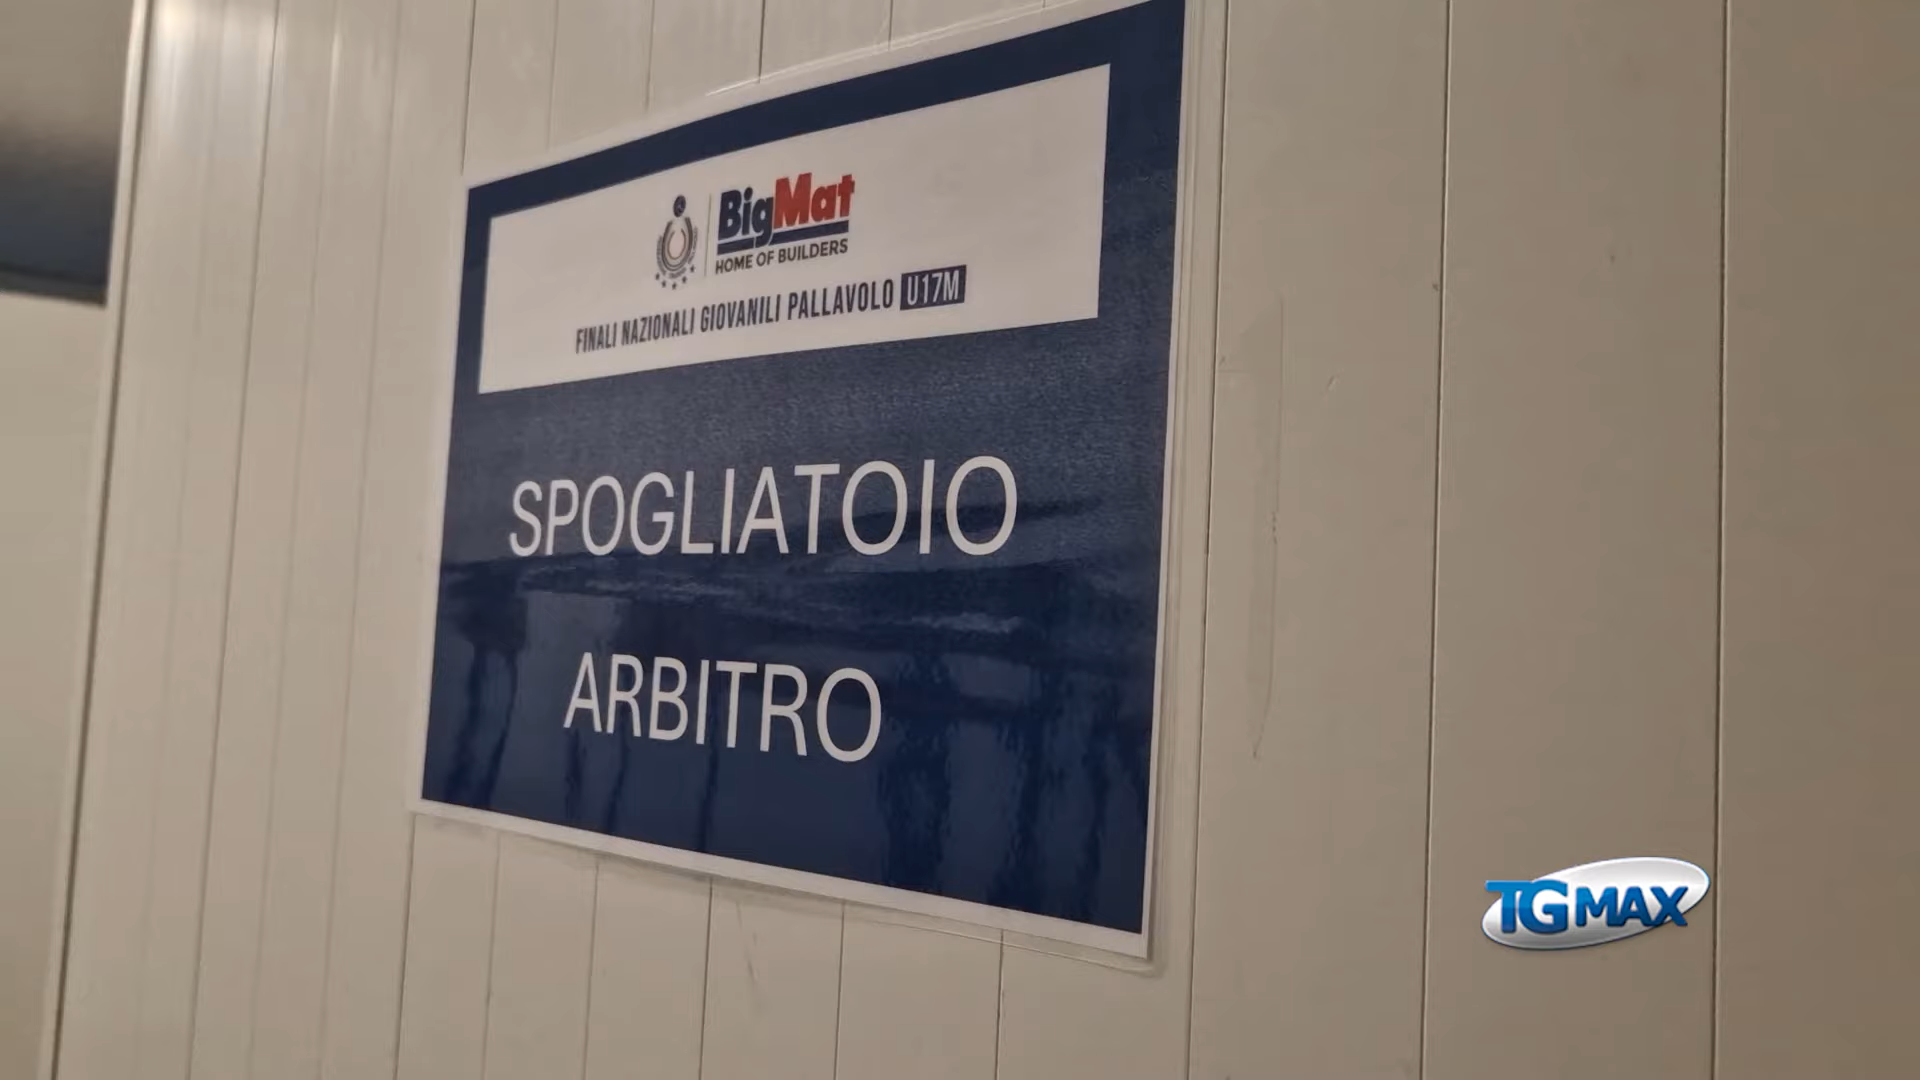 BigMat
HOME OF BUILDERS
FINALI NAZIONALI GIOVANILI PALLAVOLO U17M
SPOGLIATOIO
ARBITRO
TGMAX